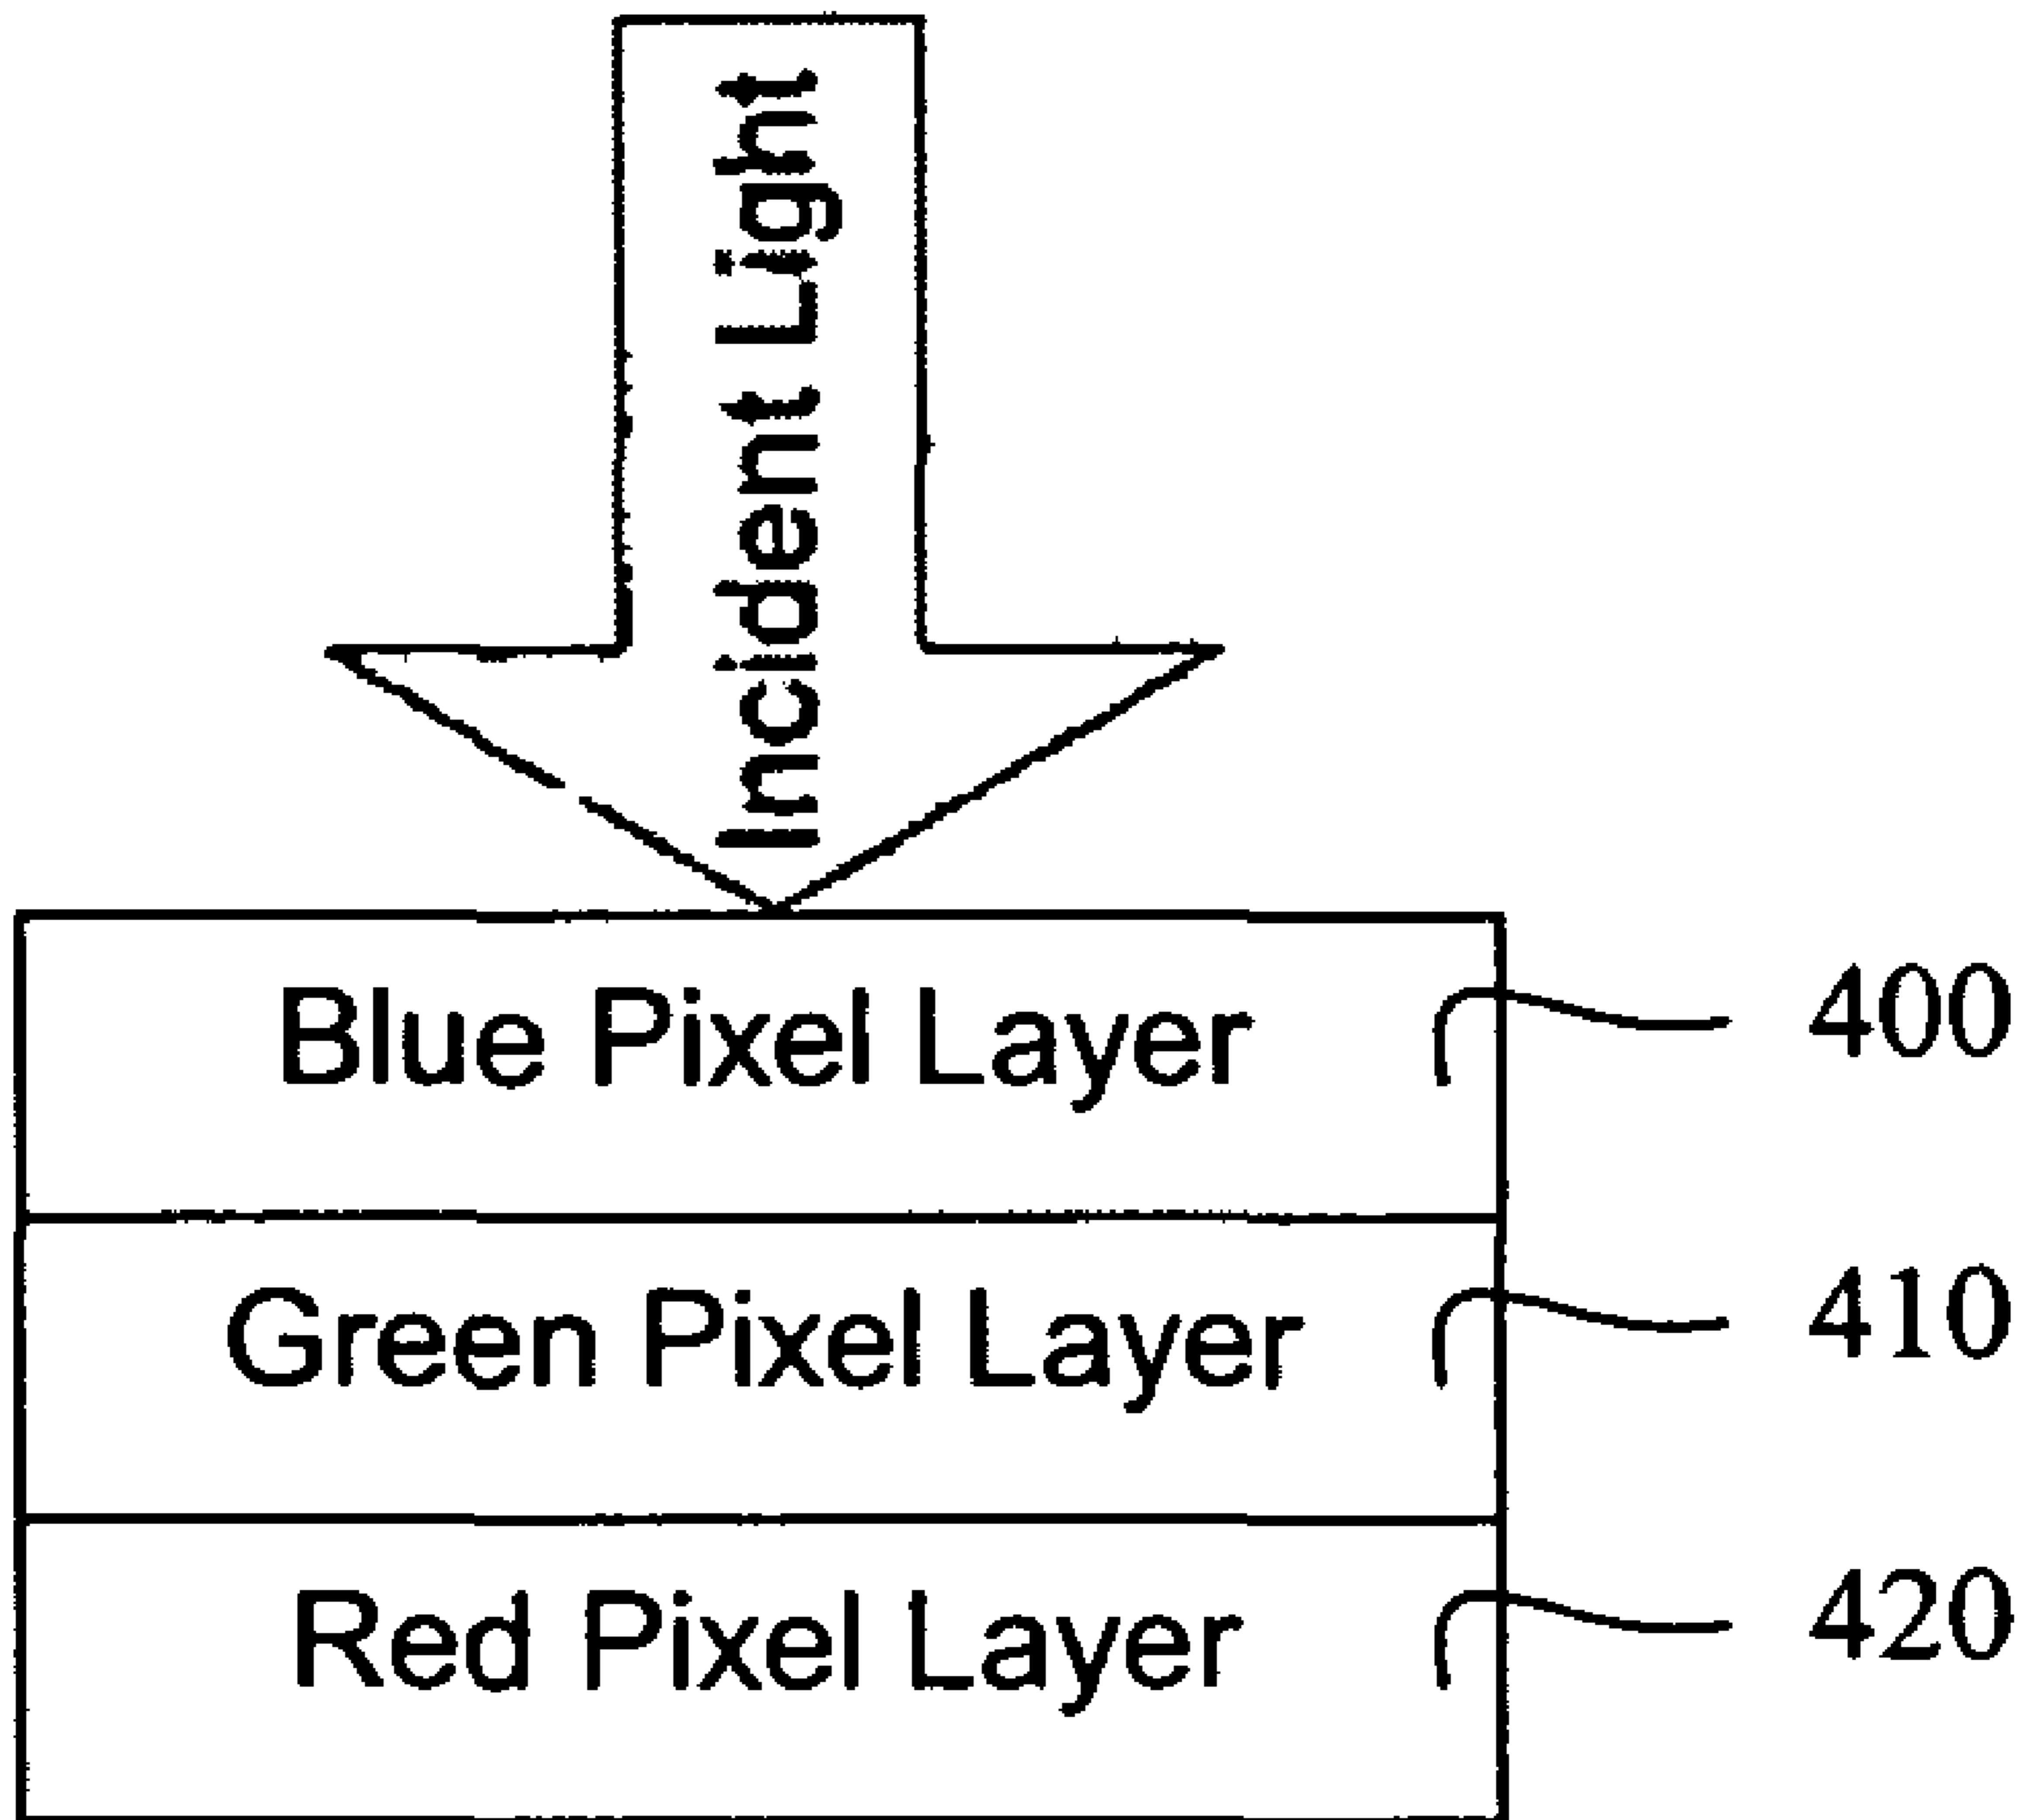 Incident Light
Blue Pixel Layer 400
Green Pixel Layer 410
Red Pixel Layer 420